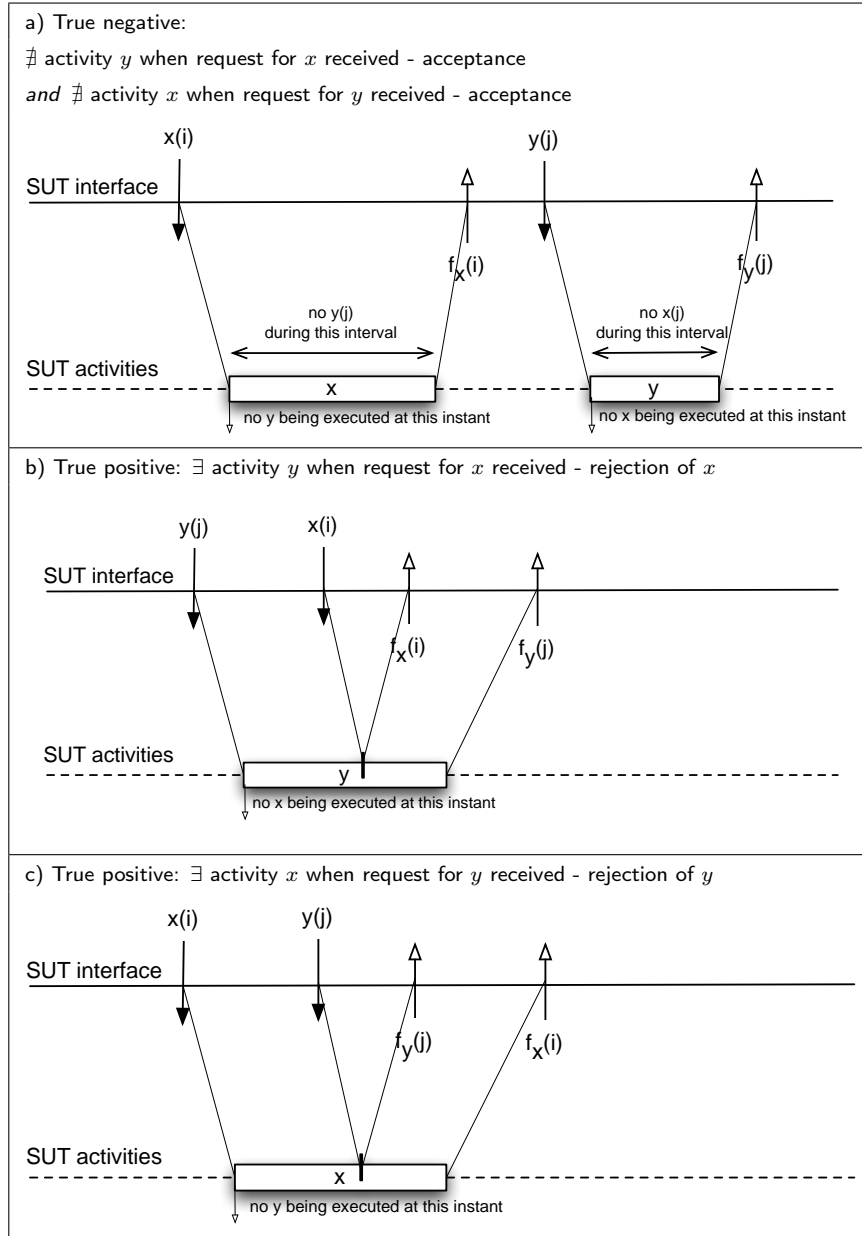 a) True negative:
∄ activity y when request for x received - acceptance
and ∄ activity x when request for y received - acceptance
x(i)
y(j)
SUT interface
f_x(i)
f_y(j)
no y(j)
during this interval
no x(j)
during this interval
SUT activities
x
y
no y being executed at this instant
no x being executed at this instant
b) True positive: ∃ activity y when request for x received - rejection of x
y(j)
x(i)
SUT interface
f_x(i)
f_y(j)
SUT activities
y
no x being executed at this instant
c) True positive: ∃ activity x when request for y received - rejection of y
x(i)
y(j)
SUT interface
f_y(j)
f_x(i)
SUT activities
x
no y being executed at this instant